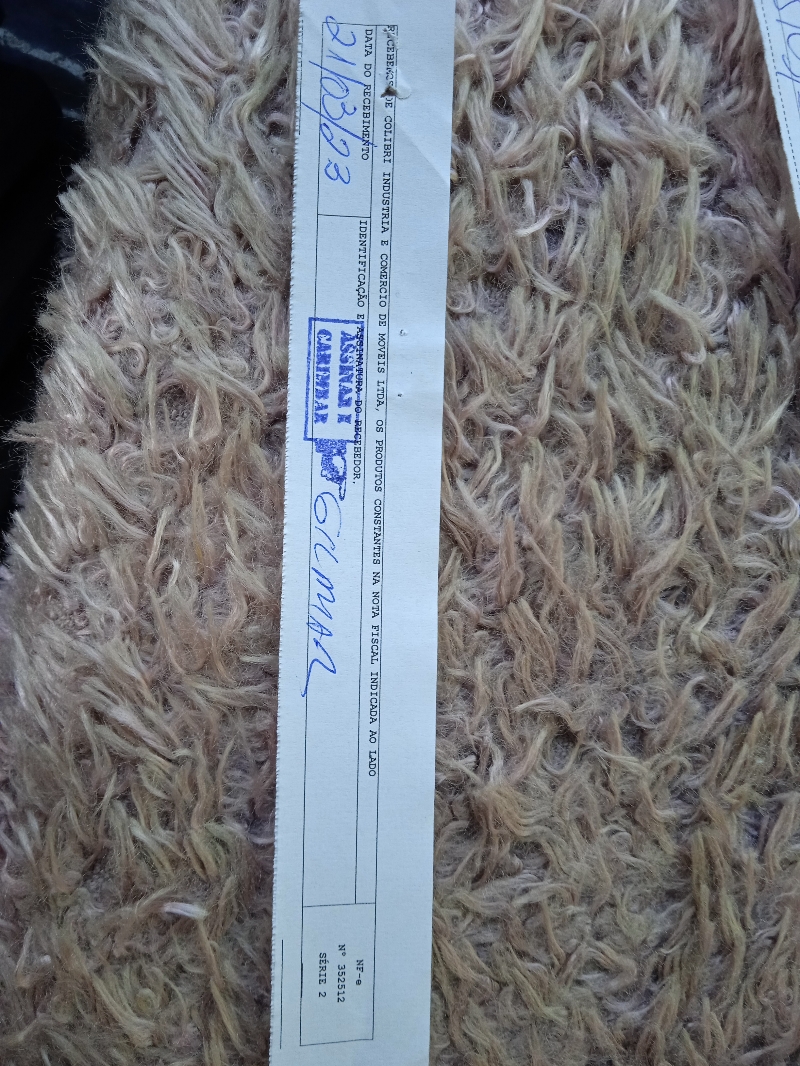 RECEBEMOS DE COLIBRI INDUSTRIA E COMERCIO DE MOVEIS LTDA, OS PRODUTOS CONSTANTES NA NOTA FISCAL INDICADA AO LADO
DATA DO RECEBIMENTO
21/03/23
IDENTIFICAÇÃO E ASSINATURA DO RECEBEDOR.
ASSINAR E
CARIMBAR
GILMAR
NF-e
N° 352512
SÉRIE 2